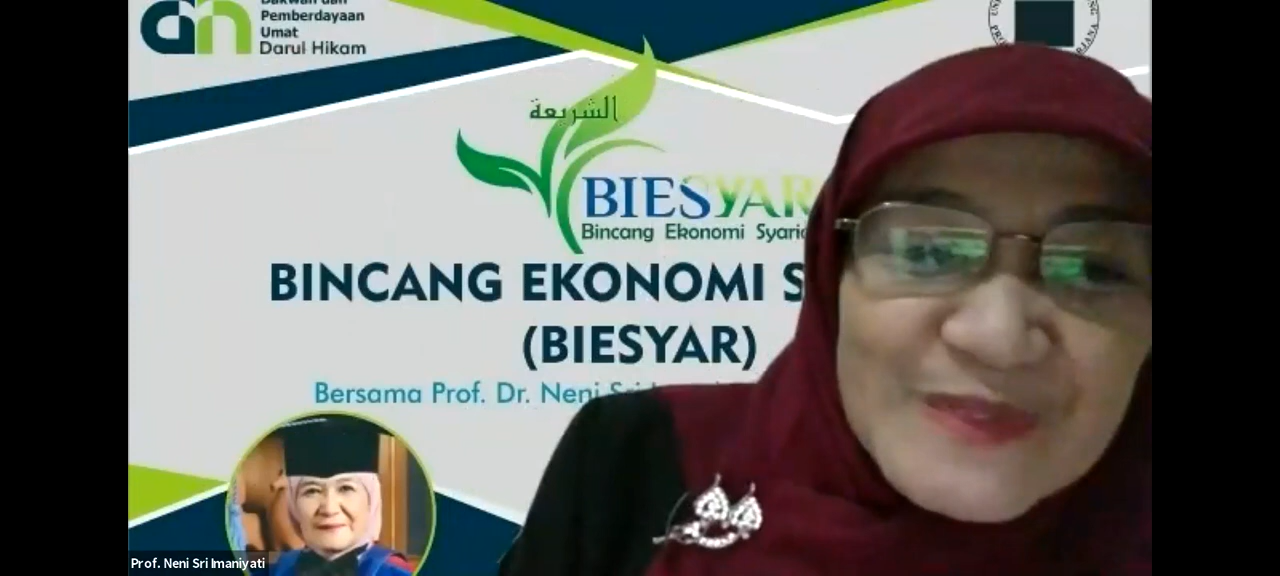 Dakwah dan
Pemberdayaan
Umat
Darul Hikam
الشريعة
BIESYAR
Bincang Ekonomi
BINCANG EKONOMI
(BIESYAR)
Bersama Prof. Dr. Neni Sri
Prof. Neni Sri Imaniyati